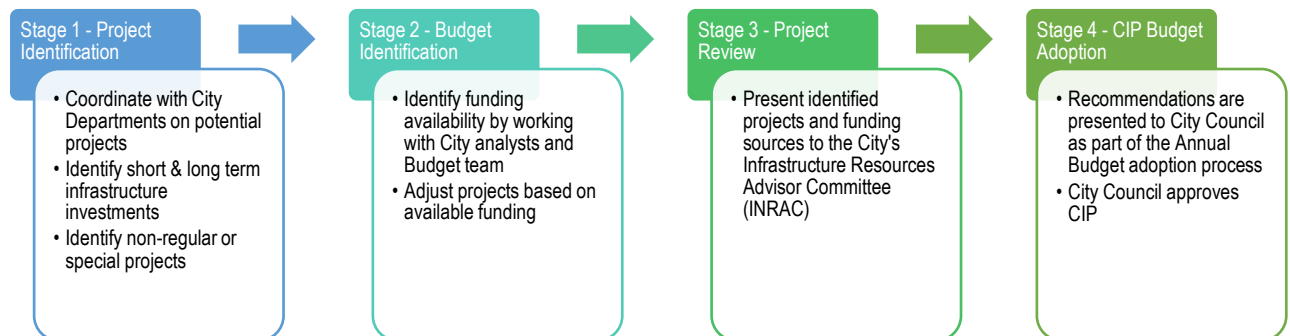 Stage 1 - Project
Identification
• Coordinate with City
Departments on potential
projects
• Identify short & long term
infrastructure
investments
• Identify non-regular or
special projects
Stage 2 - Budget
Identification
• Identify funding
availability by working
with City analysts and
Budget team
• Adjust projects based on
available funding
Stage 3 - Project
Review
• Present identified
projects and funding
sources to the City's
Infrastructure Resources
Advisor Committee
(INRAC)
Stage 4 - CIP Budget
Adoption
• Recommendations are
presented to City Council
as part of the Annual
Budget adoption process
• City Council approves
CIP